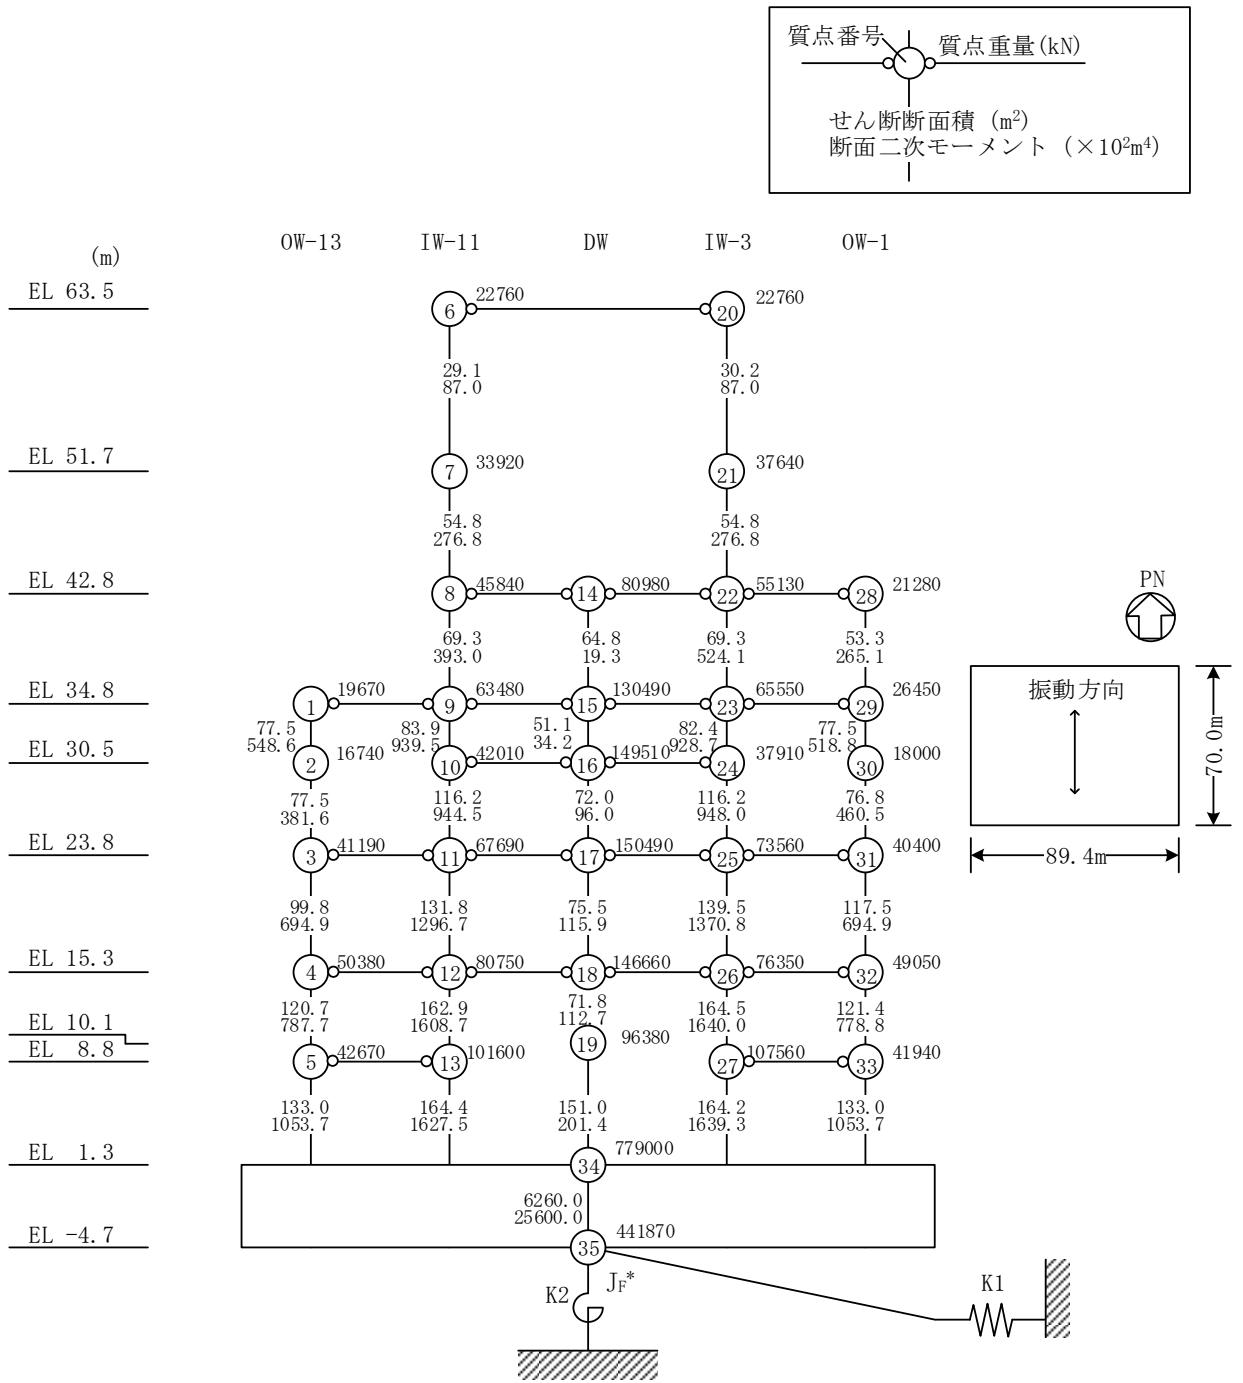 質点番号 質点重量(kN)
せん断断面積 (m²)
断面二次モーメント (×10²m⁴)
OW-13 IW-11 DW IW-3 OW-1
(m)
EL 63.5
6 22760 20 22760
29.1 30.2
87.0 87.0
EL 51.7
7 33920 21 37640
54.8 54.8
276.8 276.8
EL 42.8
8 45840 14 80980 22 55130 28 21280
69.3 64.8 69.3 53.3
393.0 19.3 524.1 265.1
EL 34.8
1 19670 9 63480 15 130490 23 65550 29 26450
77.5 83.9 51.1 82.4 77.5
548.6 939.5 34.2 928.7 518.8
EL 30.5
2 16740 10 42010 16 149510 24 37910 30 18000
77.5 116.2 72.0 116.2 76.8
381.6 944.5 96.0 948.0 460.5
EL 23.8
3 41190 11 67690 17 150490 25 73560 31 40400
99.8 131.8 75.5 139.5 117.5
694.9 1296.7 115.9 1370.8 694.9
EL 15.3
4 50380 12 80750 18 146660 26 76350 32 49050
120.7 162.9 71.8 164.5 121.4
787.7 1608.7 112.7 1640.0 778.8
EL 10.1
19 96380
EL 8.8
5 42670 13 101600 27 107560 33 41940
133.0 164.4 151.0 164.2 133.0
1053.7 1627.5 201.4 1639.3 1053.7
EL 1.3
34 779000
6260.0
25600.0
EL -4.7
35 441870
K2 J_F* K1
PN
振動方向
70.0m
89.4m